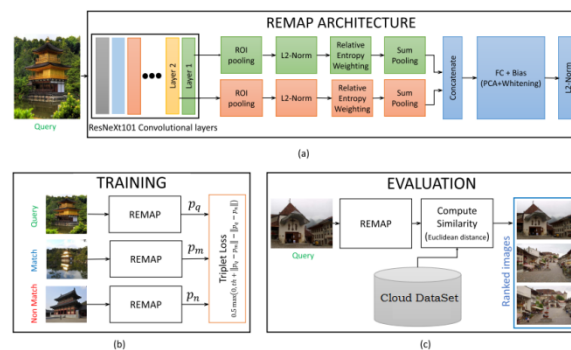 REMAP ARCHITECTURE
Query
Layer 2
Layer 1
ResNeXt101 Convolutional layers
ROI
pooling
L2-Norm
Relative
Entropy
Weighting
Sum
Pooling
ROI
pooling
L2-Norm
Relative
Entropy
Weighting
Sum
Pooling
Concatenate
FC + Bias
(PCA+Whitening)
L2-Norm
(a)
TRAINING
Query
REMAP
p_q
Match
REMAP
p_m
Non Match
REMAP
p_n
Triplet Loss
(b)
EVALUATION
Query
REMAP
Compute
Similarity
(Euclidean distance)
Cloud DataSet
Ranked images
(c)